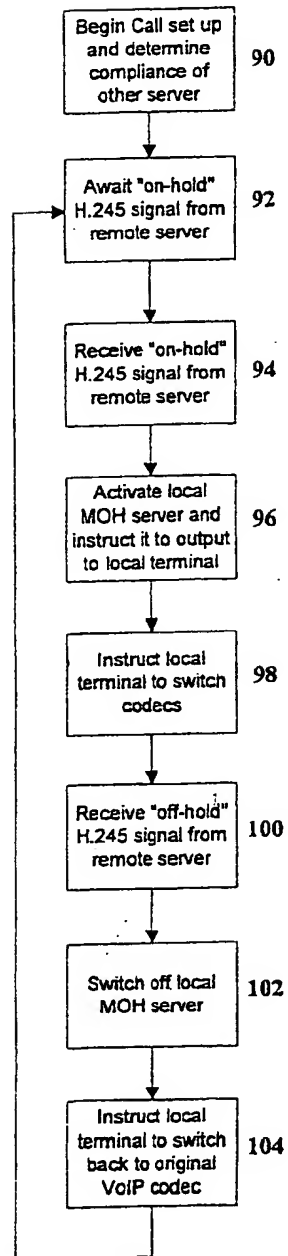 Begin Call set up
and determine
compliance of
other server
90
Await "on-hold"
H.245 signal from
remote server
92
Receive "on-hold"
H.245 signal from
remote server
94
Activate local
MOH server and
instruct it to output
to local terminal
96
Instruct local
terminal to switch
codecs
98
Receive "off-hold"
H.245 signal from
remote server
100
Switch off local
MOH server
102
Instruct local
terminal to switch
back to original
VoIP codec
104